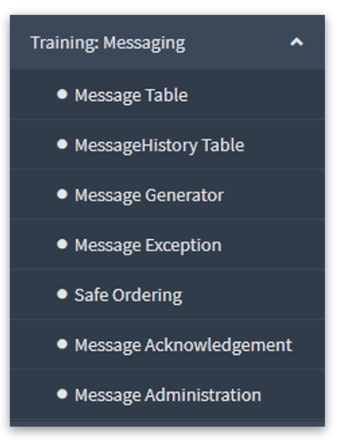 Training: Messaging
Message Table
MessageHistory Table
Message Generator
Message Exception
Safe Ordering
Message Acknowledgement
Message Administration